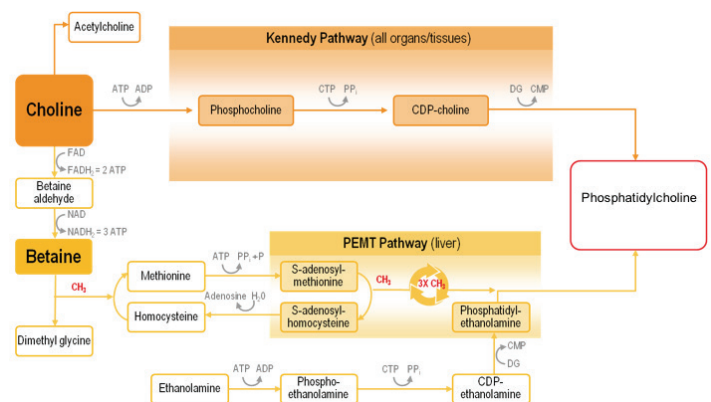 Acetylcholine
Kennedy Pathway (all organs/tissues)
Choline
ATP ADP
Phosphocholine
CTP PPᵢ
CDP-choline
DG CMP
FAD
FADH₂ = 2 ATP
Betaine
aldehyde
Phosphatidylcholine
NAD
NADH₂ = 3 ATP
Betaine
PEMT Pathway (liver)
CH₃
Methionine
ATP PPᵢ +P
S-adenosyl-
methionine
CH₃
3X CH₃
Homocysteine
Adenosine H₂0
S-adenosyl-
homocysteine
Phosphatidyl-
ethanolamine
Dimethyl glycine
CMP
DG
Ethanolamine
ATP ADP
Phospho-
ethanolamine
CTP PPᵢ
CDP-
ethanolamine